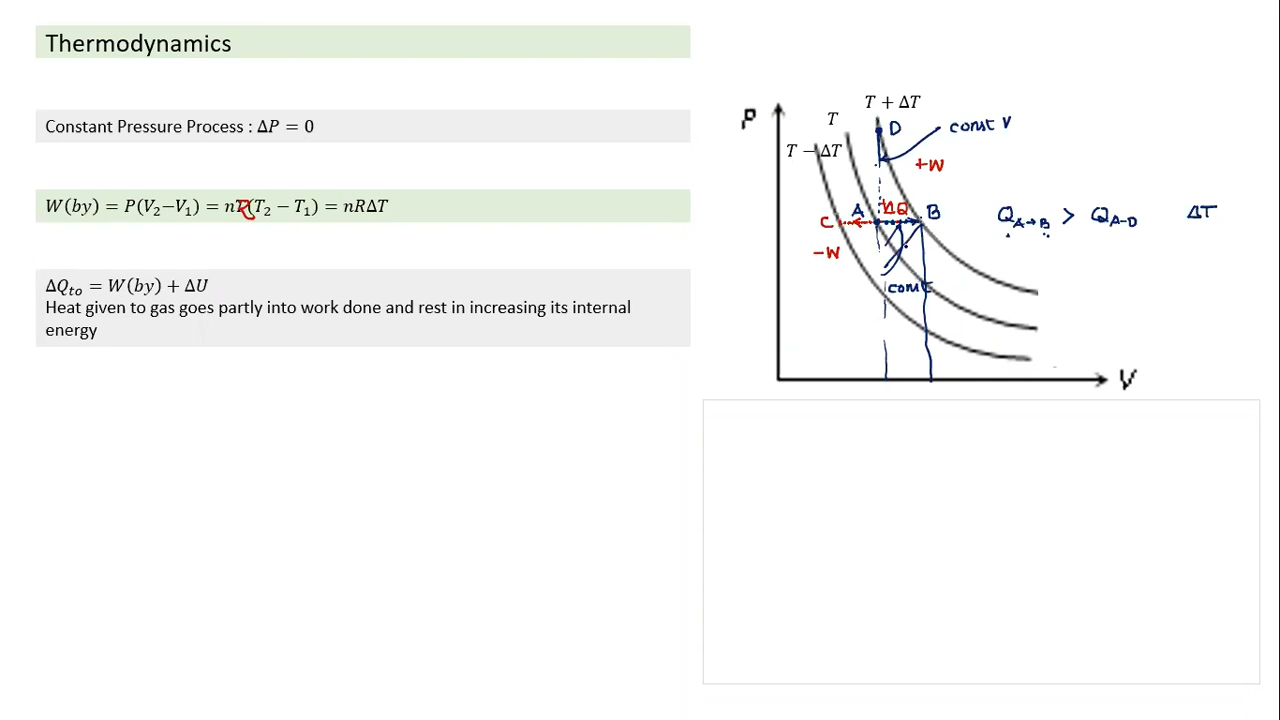 Thermodynamics
Constant Pressure Process : ΔP = 0
W(by) = P(V₂−V₁) = nR(T₂ − T₁) = nRΔT
ΔQₜₒ = W(by) + ΔU
Heat given to gas goes partly into work done and rest in increasing its internal
energy
T + ΔT
P
T
D
const V
T − ΔT
+W
C
A
ΔQ
B
Q_A→B > Q_A-D
ΔT
−W
const
V